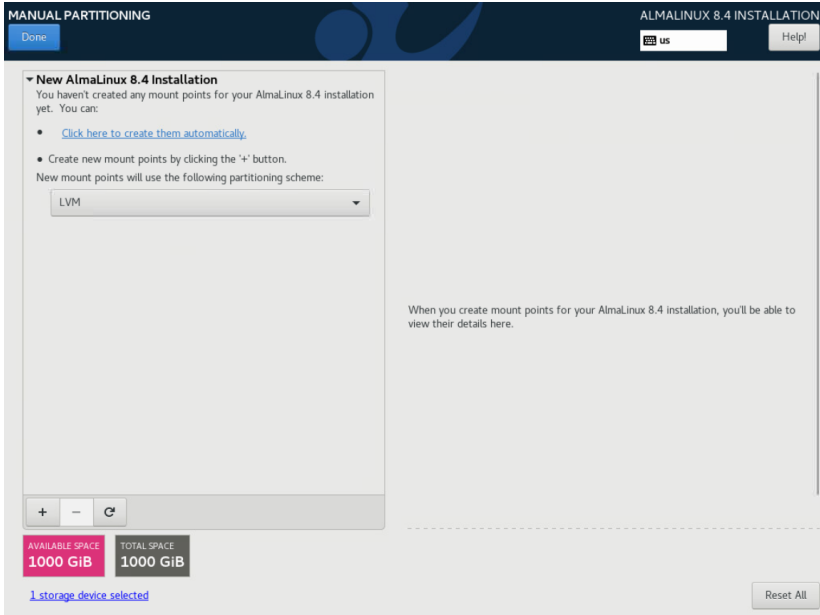 MANUAL PARTITIONING
ALMALINUX 8.4 INSTALLATION
Done
us
Help!
New AlmaLinux 8.4 Installation
You haven't created any mount points for your AlmaLinux 8.4 installation
yet. You can:
• Click here to create them automatically.
• Create new mount points by clicking the '+' button.
New mount points will use the following partitioning scheme:
LVM
When you create mount points for your AlmaLinux 8.4 installation, you'll be able to
view their details here.
+ −
AVAILABLE SPACE
1000 GiB
TOTAL SPACE
1000 GiB
1 storage device selected
Reset All